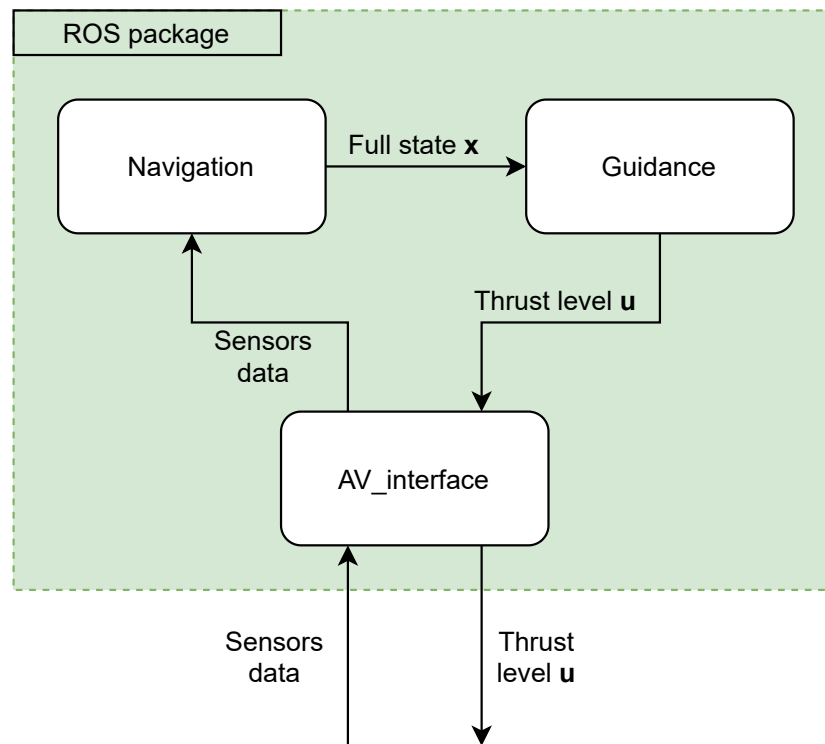 ROS package
Navigation
Full state x
Guidance
Thrust level u
Sensors
data
AV_interface
Sensors
data
Thrust
level u